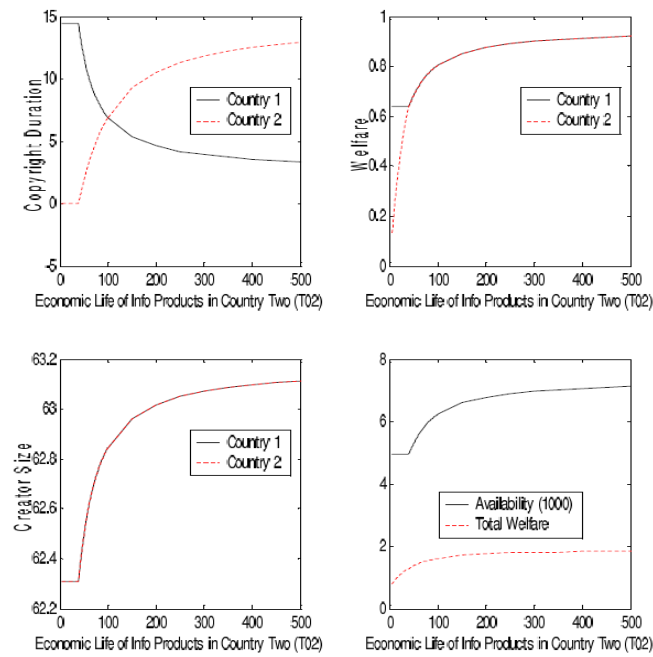 15
10
5
0
-5
Copyright Duration
Country 1
Country 2
0 100 200 300 400 500
Economic Life of Info Products in Country Two (T02)
1
0.8
0.6
0.4
0.2
0
Welfare
Country 1
Country 2
0 100 200 300 400 500
Economic Life of Info Products in Country Two (T02)
63.2
63
62.8
62.6
62.4
62.2
Creator Size
Country 1
Country 2
0 100 200 300 400 500
Economic Life of Info Products in Country Two (T02)
8
6
4
2
0
Availability (1000)
Total Welfare
0 100 200 300 400 500
Economic Life of Info Products in Country Two (T02)